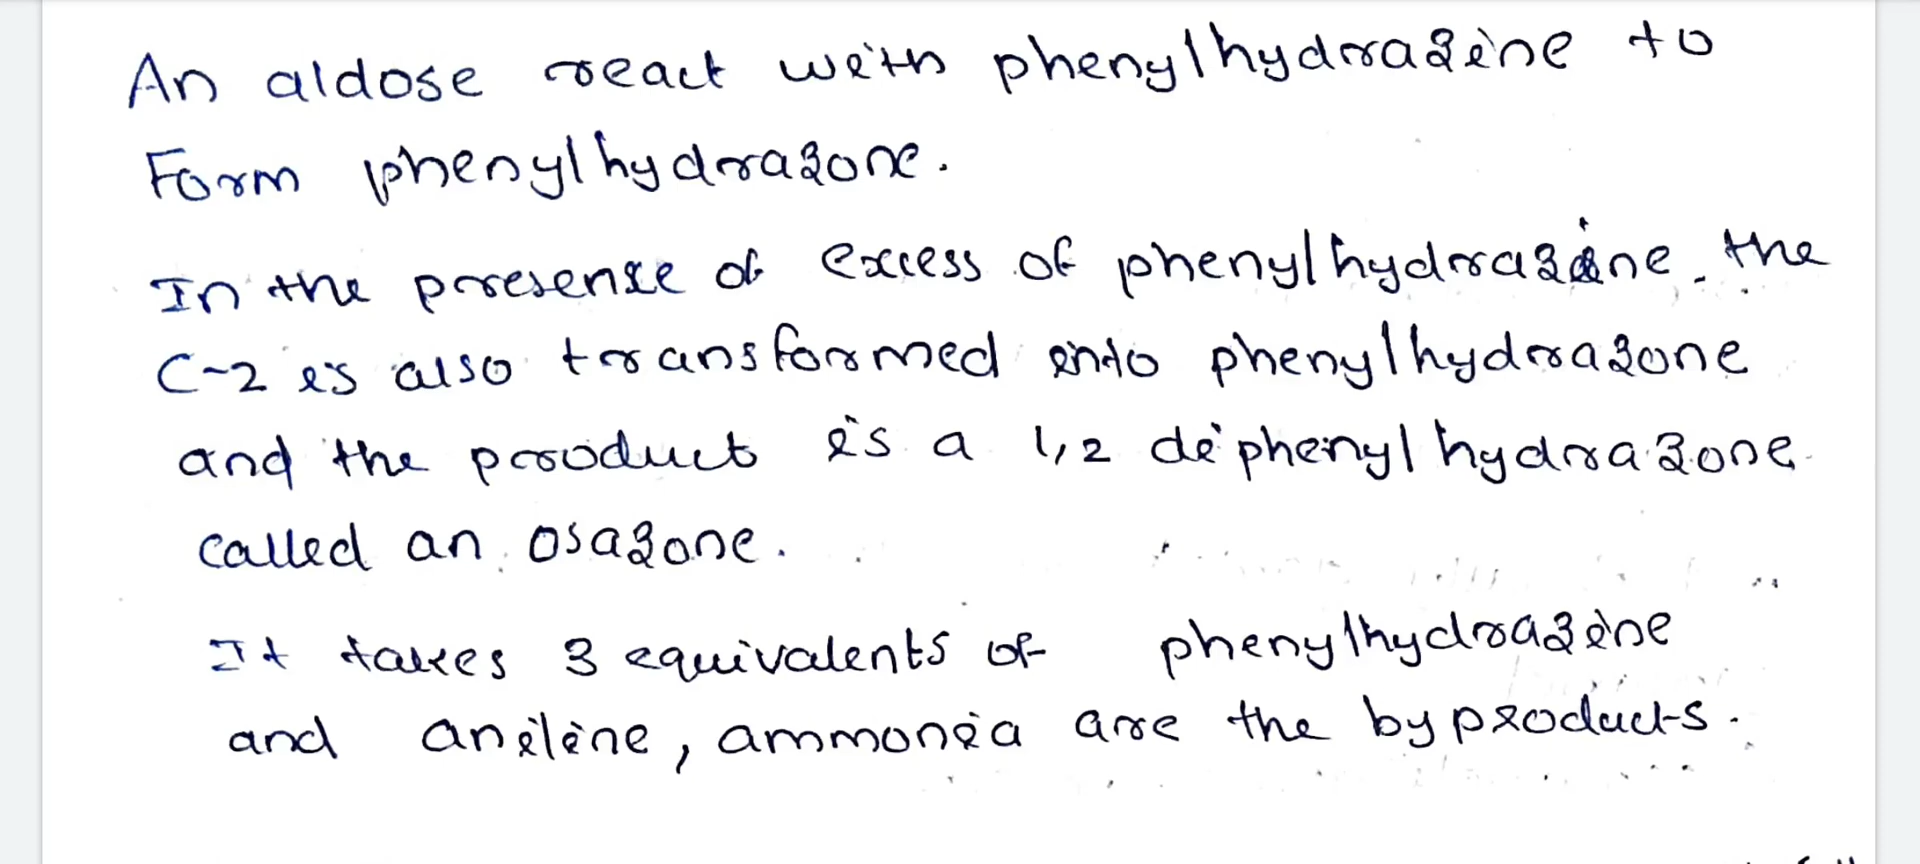 An aldose react with phenylhydrazine to
Form phenylhydrazone.
In the presense of excess of phenylhydrazine, the
C-2 is also transformed into phenylhydrazone
and the product is a 1,2 diphenylhydrazone
called an osazone.
It takes 3 equivalents of phenylhydrazine
and aniline, ammonia are the byproducts.